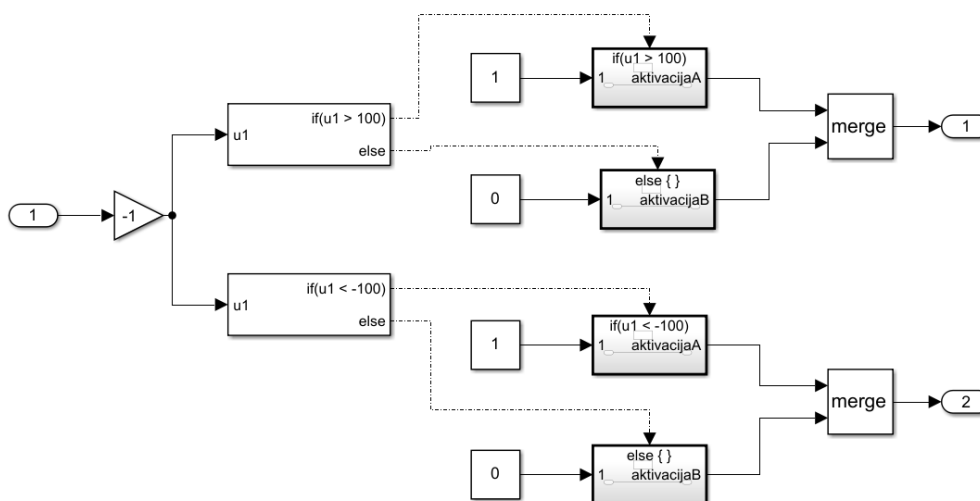 if(u1 > 100)
1
1
aktivacijaA
if(u1 > 100)
u1
else
merge
1
else { }
0
1
aktivacijaB
1
-1
if(u1 < -100)
u1
else
if(u1 < -100)
1
1
aktivacijaA
merge
2
else { }
0
1
aktivacijaB